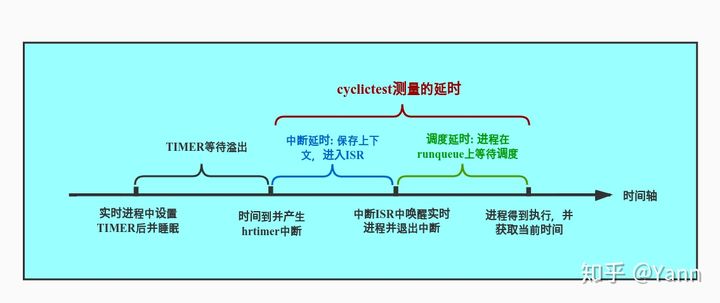 cyclictest测量的延时
TIMER等待溢出
中断延时: 保存上下
文，进入ISR
调度延时: 进程在
runqueue上等待调度
时间轴
实时进程中设置
TIMER后并睡眠
时间到并产生
hrtimer中断
中断ISR中唤醒实时
进程并退出中断
进程得到执行，并
获取当前时间
知乎 @Yann